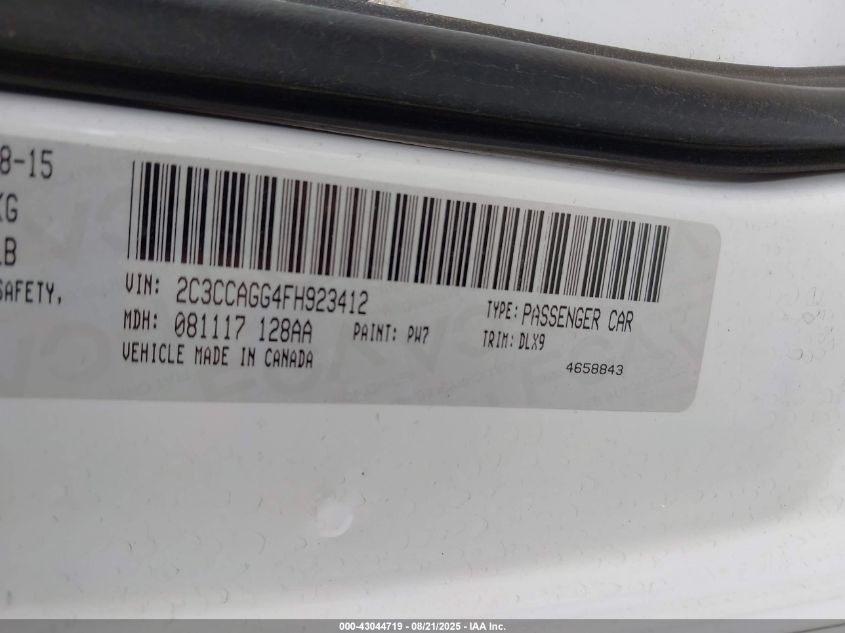 8-15
KG
LB
SAFETY,
VIN: 2C3CCAGG4FH923412
TYPE: PASSENGER CAR
MDH: 081117 128AA
PAINT: PW7
TRIM: DLX9
VEHICLE MADE IN CANADA
4658843
000-43044719 - 08/21/2025 - IAA Inc.